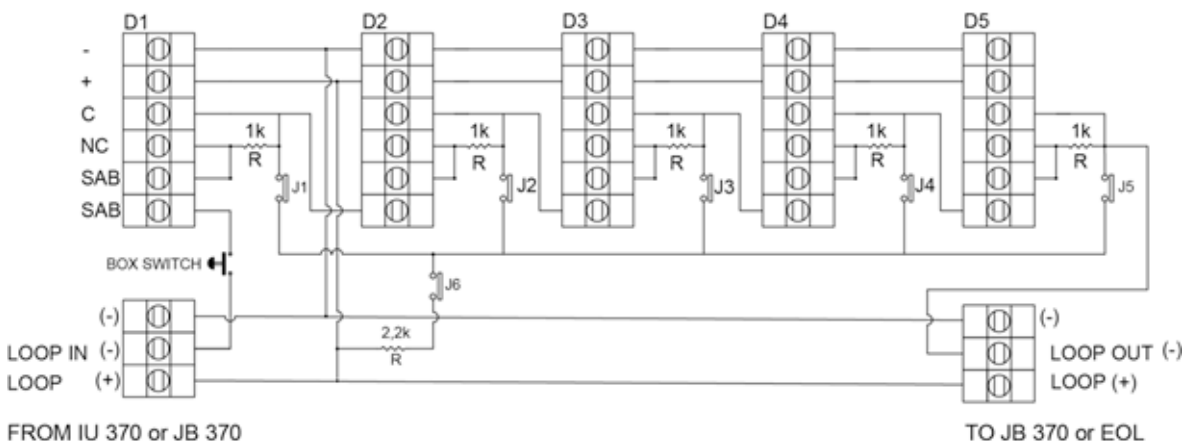 D1 D2 D3 D4 D5
-
+
C
NC
SAB
SAB
1k 1k 1k 1k 1k
R R R R R
J1 J2 J3 J4 J5
BOX SWITCH
J6
2,2k
R
(-)
LOOP IN (-)
LOOP (+)
(-)
LOOP OUT (-)
LOOP (+)
FROM IU 370 or JB 370
TO JB 370 or EOL